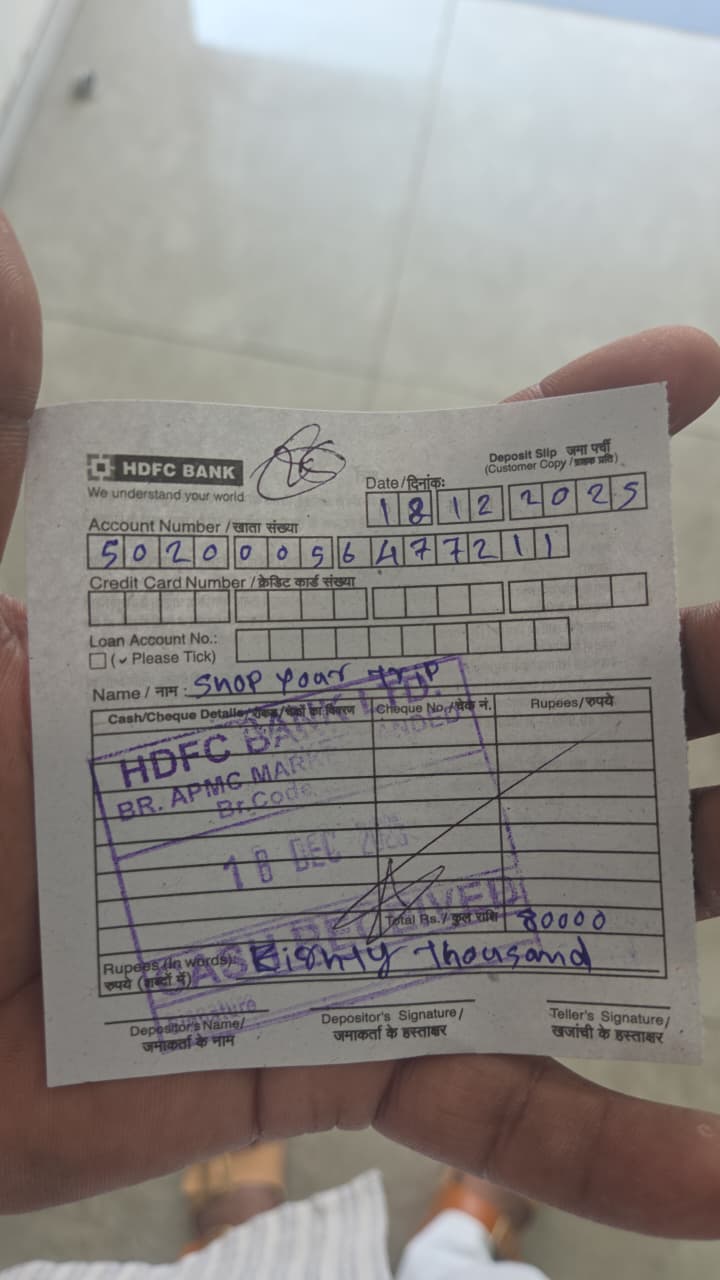 HDFC BANK
We understand your world
Deposit Slip जमा पर्ची
(Customer Copy / ग्राहक प्रति)
Date / दिनांक:
18 12 2025
Account Number / खाता संख्या
50200056477211
Credit Card Number / क्रेडिट कार्ड संख्या
Loan Account No.:
(✓ Please Tick)
Name / नाम : Shop your trip
Cash/Cheque Details / रोकड/चेकों का विवरण Cheque No./चेक नं. Rupees/रुपये
HDFC BANK LTD.
BR. APMC MARKET
Br.Code
18 DEC
CASH RECEIVED
Total Rs./ कुल राशि 80000
Rupees (in words): Eighty Thousand
रुपये (शब्दों में)
Signature
Depositor's Name/ Depositor's Signature/ Teller's Signature/
जमाकर्ता के नाम जमाकर्ता के हस्ताक्षर खजांची के हस्ताक्षर